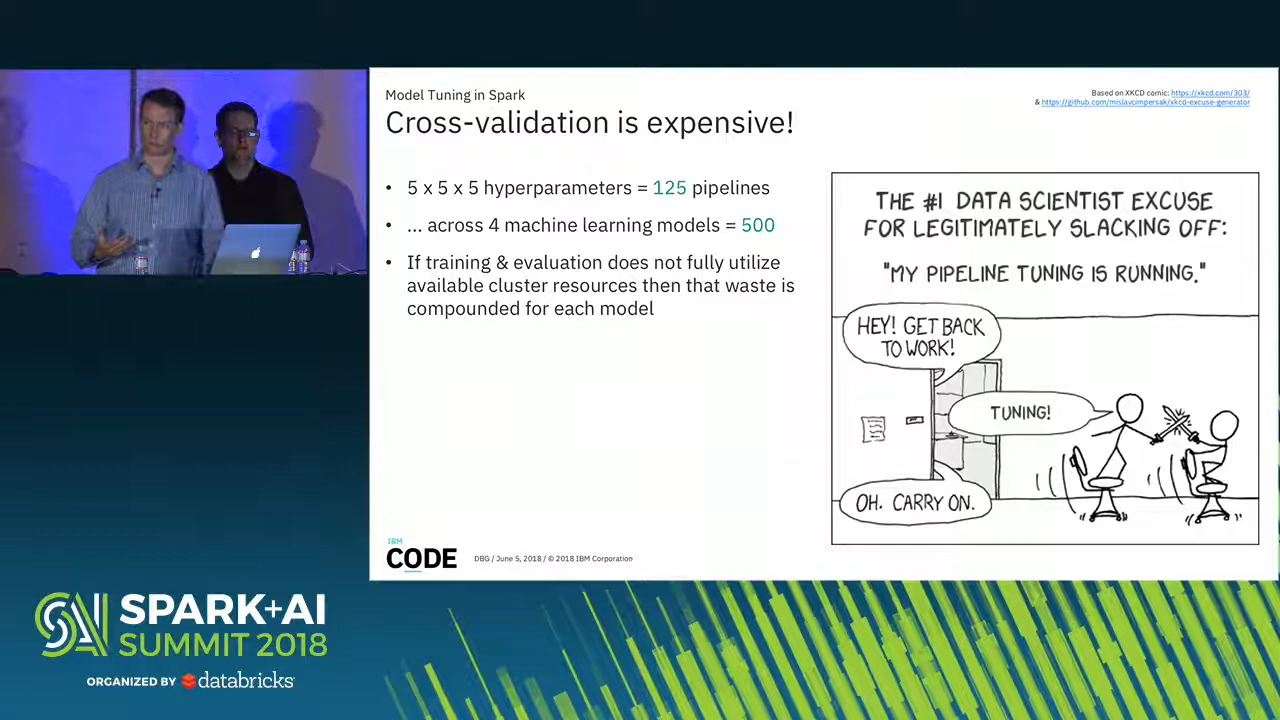 Model Tuning in Spark
Cross-validation is expensive!
Based on XKCD comic: https://xkcd.com/303/
& https://github.com/mislavcimpersak/xkcd-excuse-generator
• 5 x 5 x 5 hyperparameters = 125 pipelines
• ... across 4 machine learning models = 500
• If training & evaluation does not fully utilize
available cluster resources then that waste is
compounded for each model
THE #1 DATA SCIENTIST EXCUSE
FOR LEGITIMATELY SLACKING OFF:
"MY PIPELINE TUNING IS RUNNING."
HEY! GET BACK
TO WORK!
TUNING!
OH. CARRY ON.
IBM
CODE
DBG / June 5, 2018 / © 2018 IBM Corporation
SPARK+AI
SUMMIT 2018
ORGANIZED BY databricks